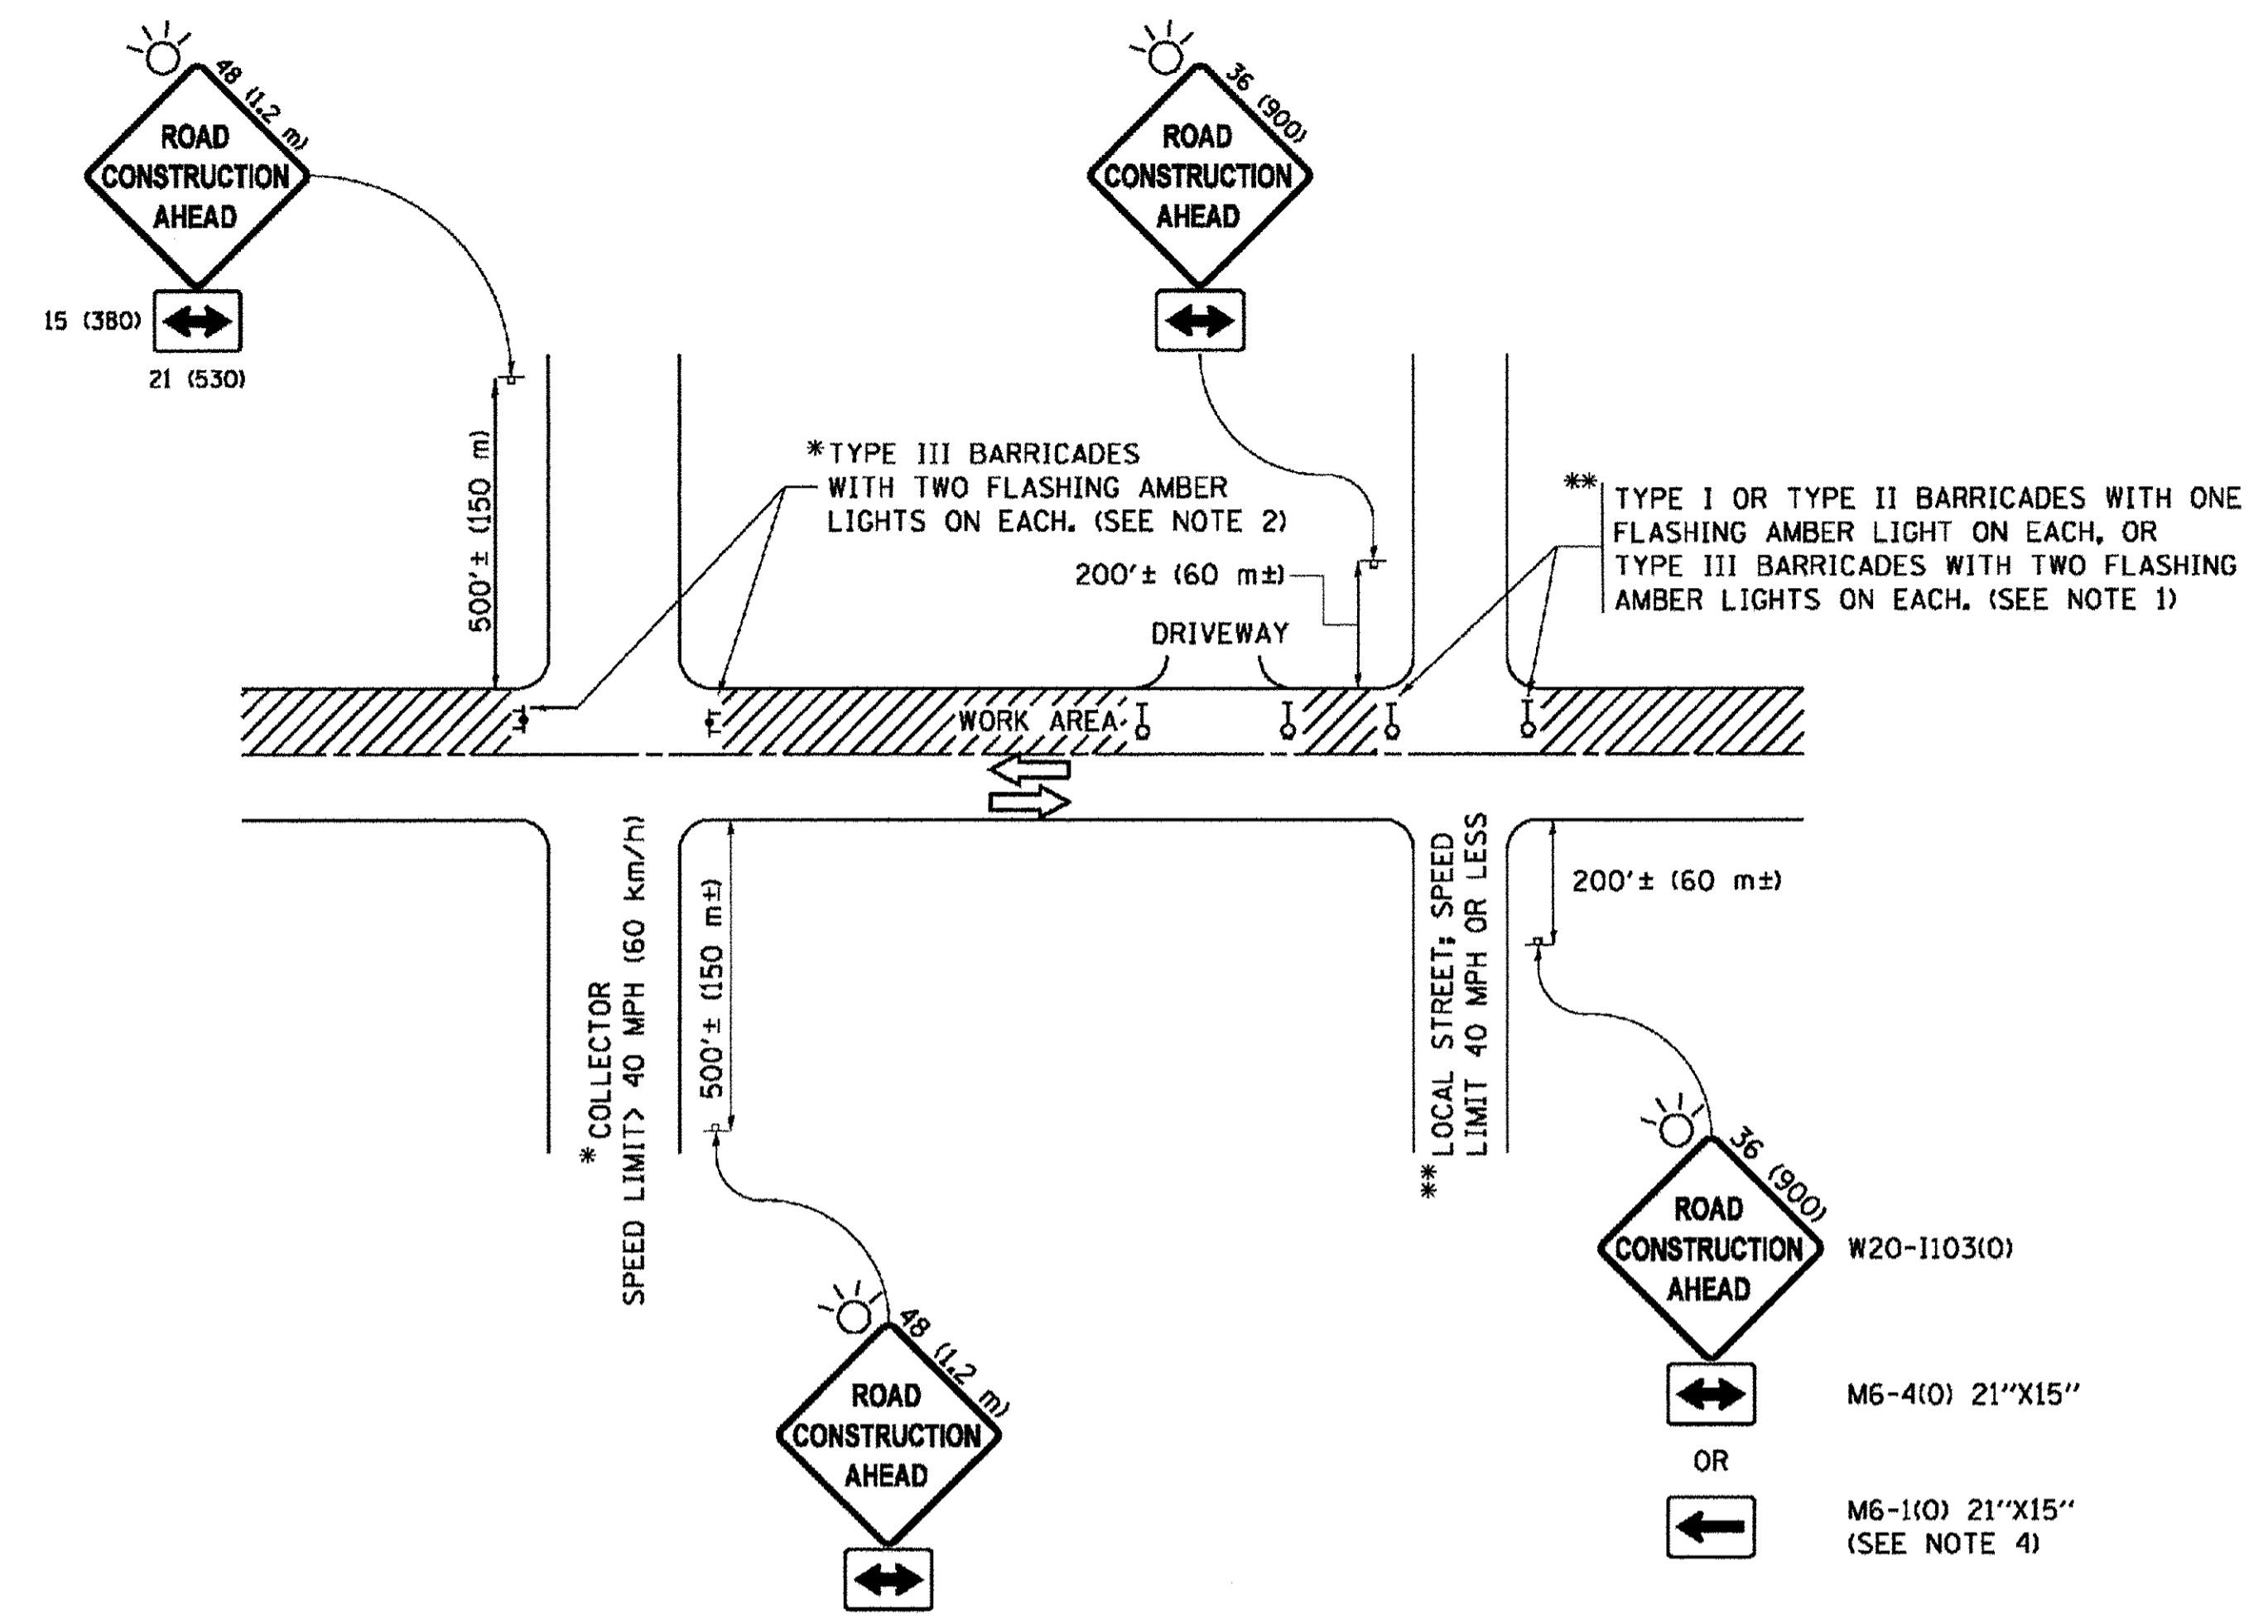 48 (1.2 m)
ROAD
CONSTRUCTION
AHEAD
15 (380)
21 (530)
36 (900)
ROAD
CONSTRUCTION
AHEAD
500'± (150 m)
*TYPE III BARRICADES
WITH TWO FLASHING AMBER
LIGHTS ON EACH. (SEE NOTE 2)
200'± (60 m±)
DRIVEWAY
** TYPE I OR TYPE II BARRICADES WITH ONE
FLASHING AMBER LIGHT ON EACH, OR
TYPE III BARRICADES WITH TWO FLASHING
AMBER LIGHTS ON EACH. (SEE NOTE 1)
WORK AREA
*COLLECTOR
SPEED LIMIT> 40 MPH (60 km/h)
500'± (150 m±)
**LOCAL STREET; SPEED
LIMIT 40 MPH OR LESS
200'± (60 m±)
48 (1.2 m)
ROAD
CONSTRUCTION
AHEAD
36 (900)
ROAD
CONSTRUCTION
AHEAD
W20-I103(O)
M6-4(O) 21"X15"
OR
M6-1(O) 21"X15"
(SEE NOTE 4)